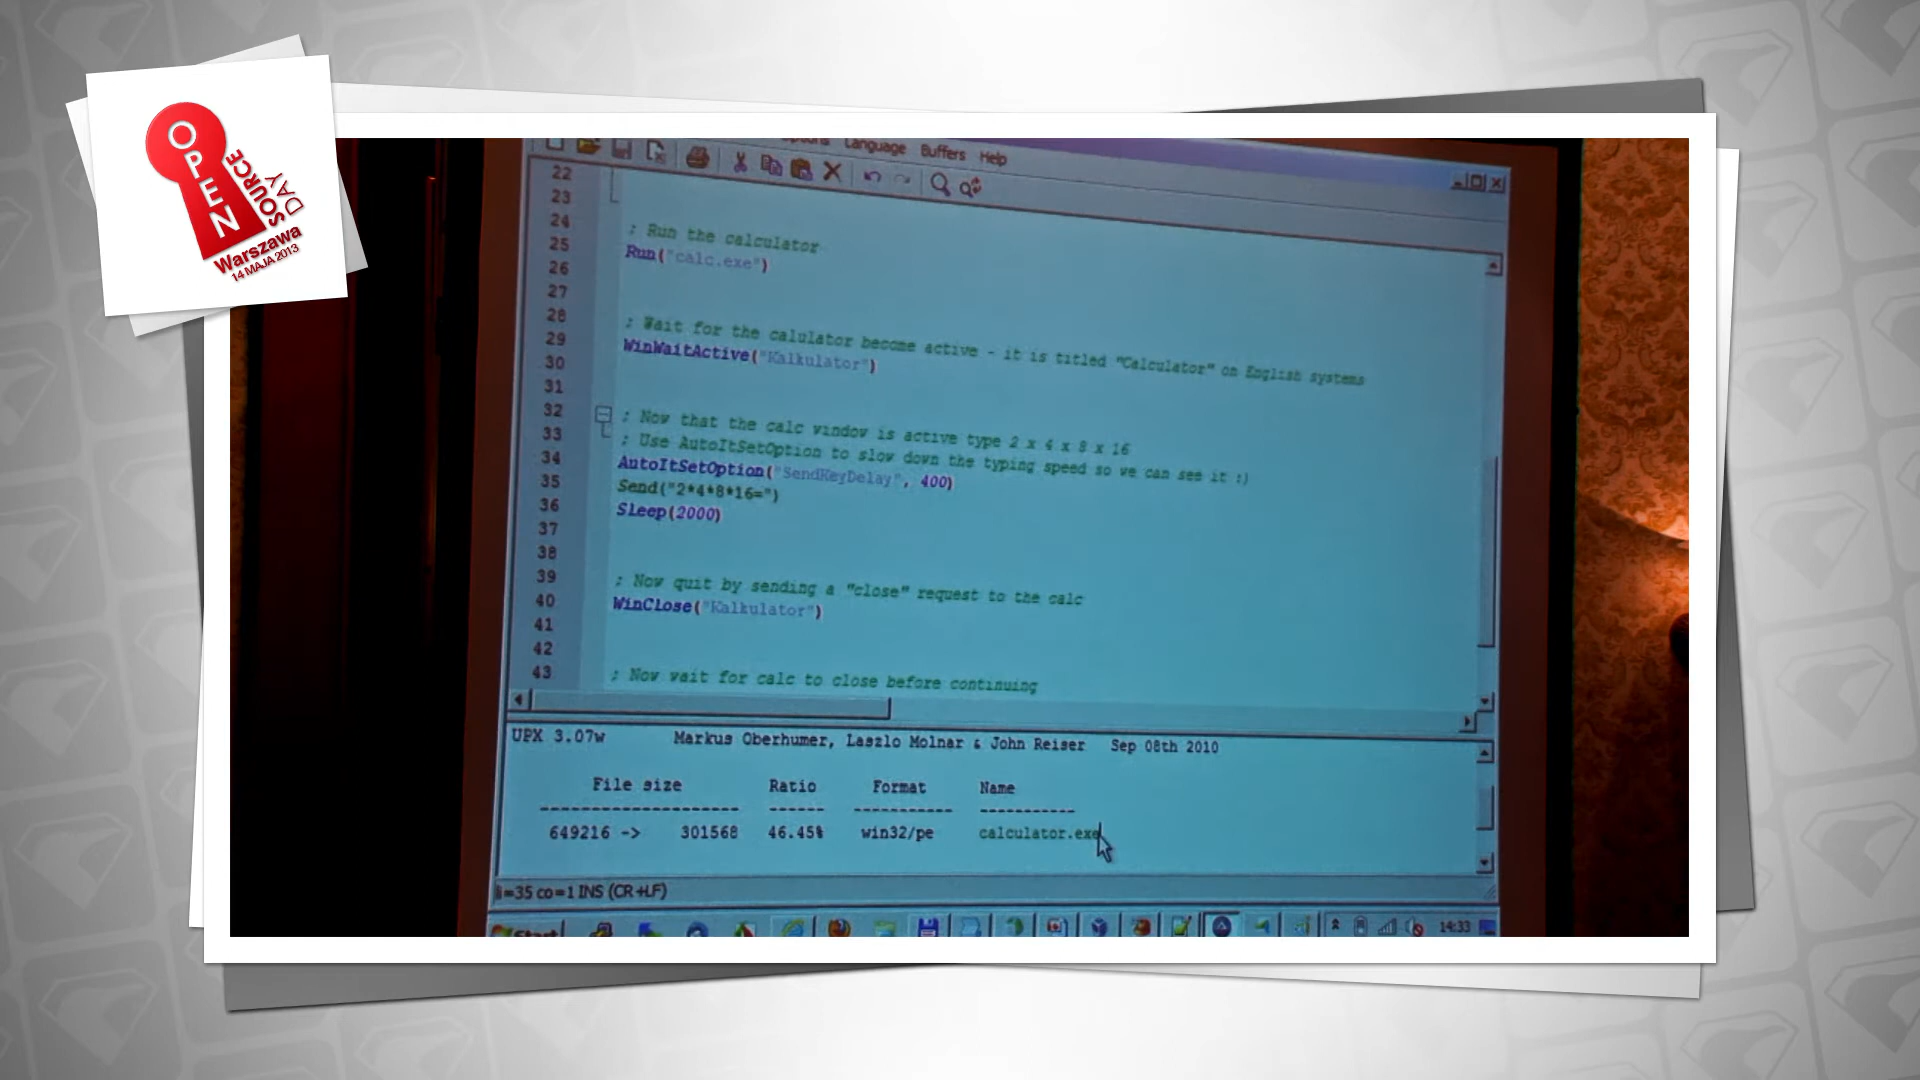 OPEN
SOURCE
DAY
Warszawa
14 MAJA 2013
Language Buffers Help
22
23
24
25 ; Run the calculator
26 Run("calc.exe")
27
28
29 ; Wait for the calulator become active - it is titled "Calculator" on English systems
30 WinWaitActive("Kalkulator")
31
32
33 ; Now that the calc window is active type 2 x 4 x 8 x 16
34 ; Use AutoItSetOption to slow down the typing speed so we can see it :)
35 AutoItSetOption("SendKeyDelay", 400)
36 Send("2*4*8*16=")
37 Sleep(2000)
38
39
40 ; Now quit by sending a "close" request to the calc
41 WinClose("Kalkulator")
42
43
; Now wait for calc to close before continuing
UPX 3.07w Markus Oberhumer, Laszlo Molnar & John Reiser Sep 08th 2010
File size Ratio Format Name
-------------------- ------ ----------- -----------
649216 -> 301568 46.45% win32/pe calculator.exe
li=35 co=1 INS (CR+LF)
Start 14:33